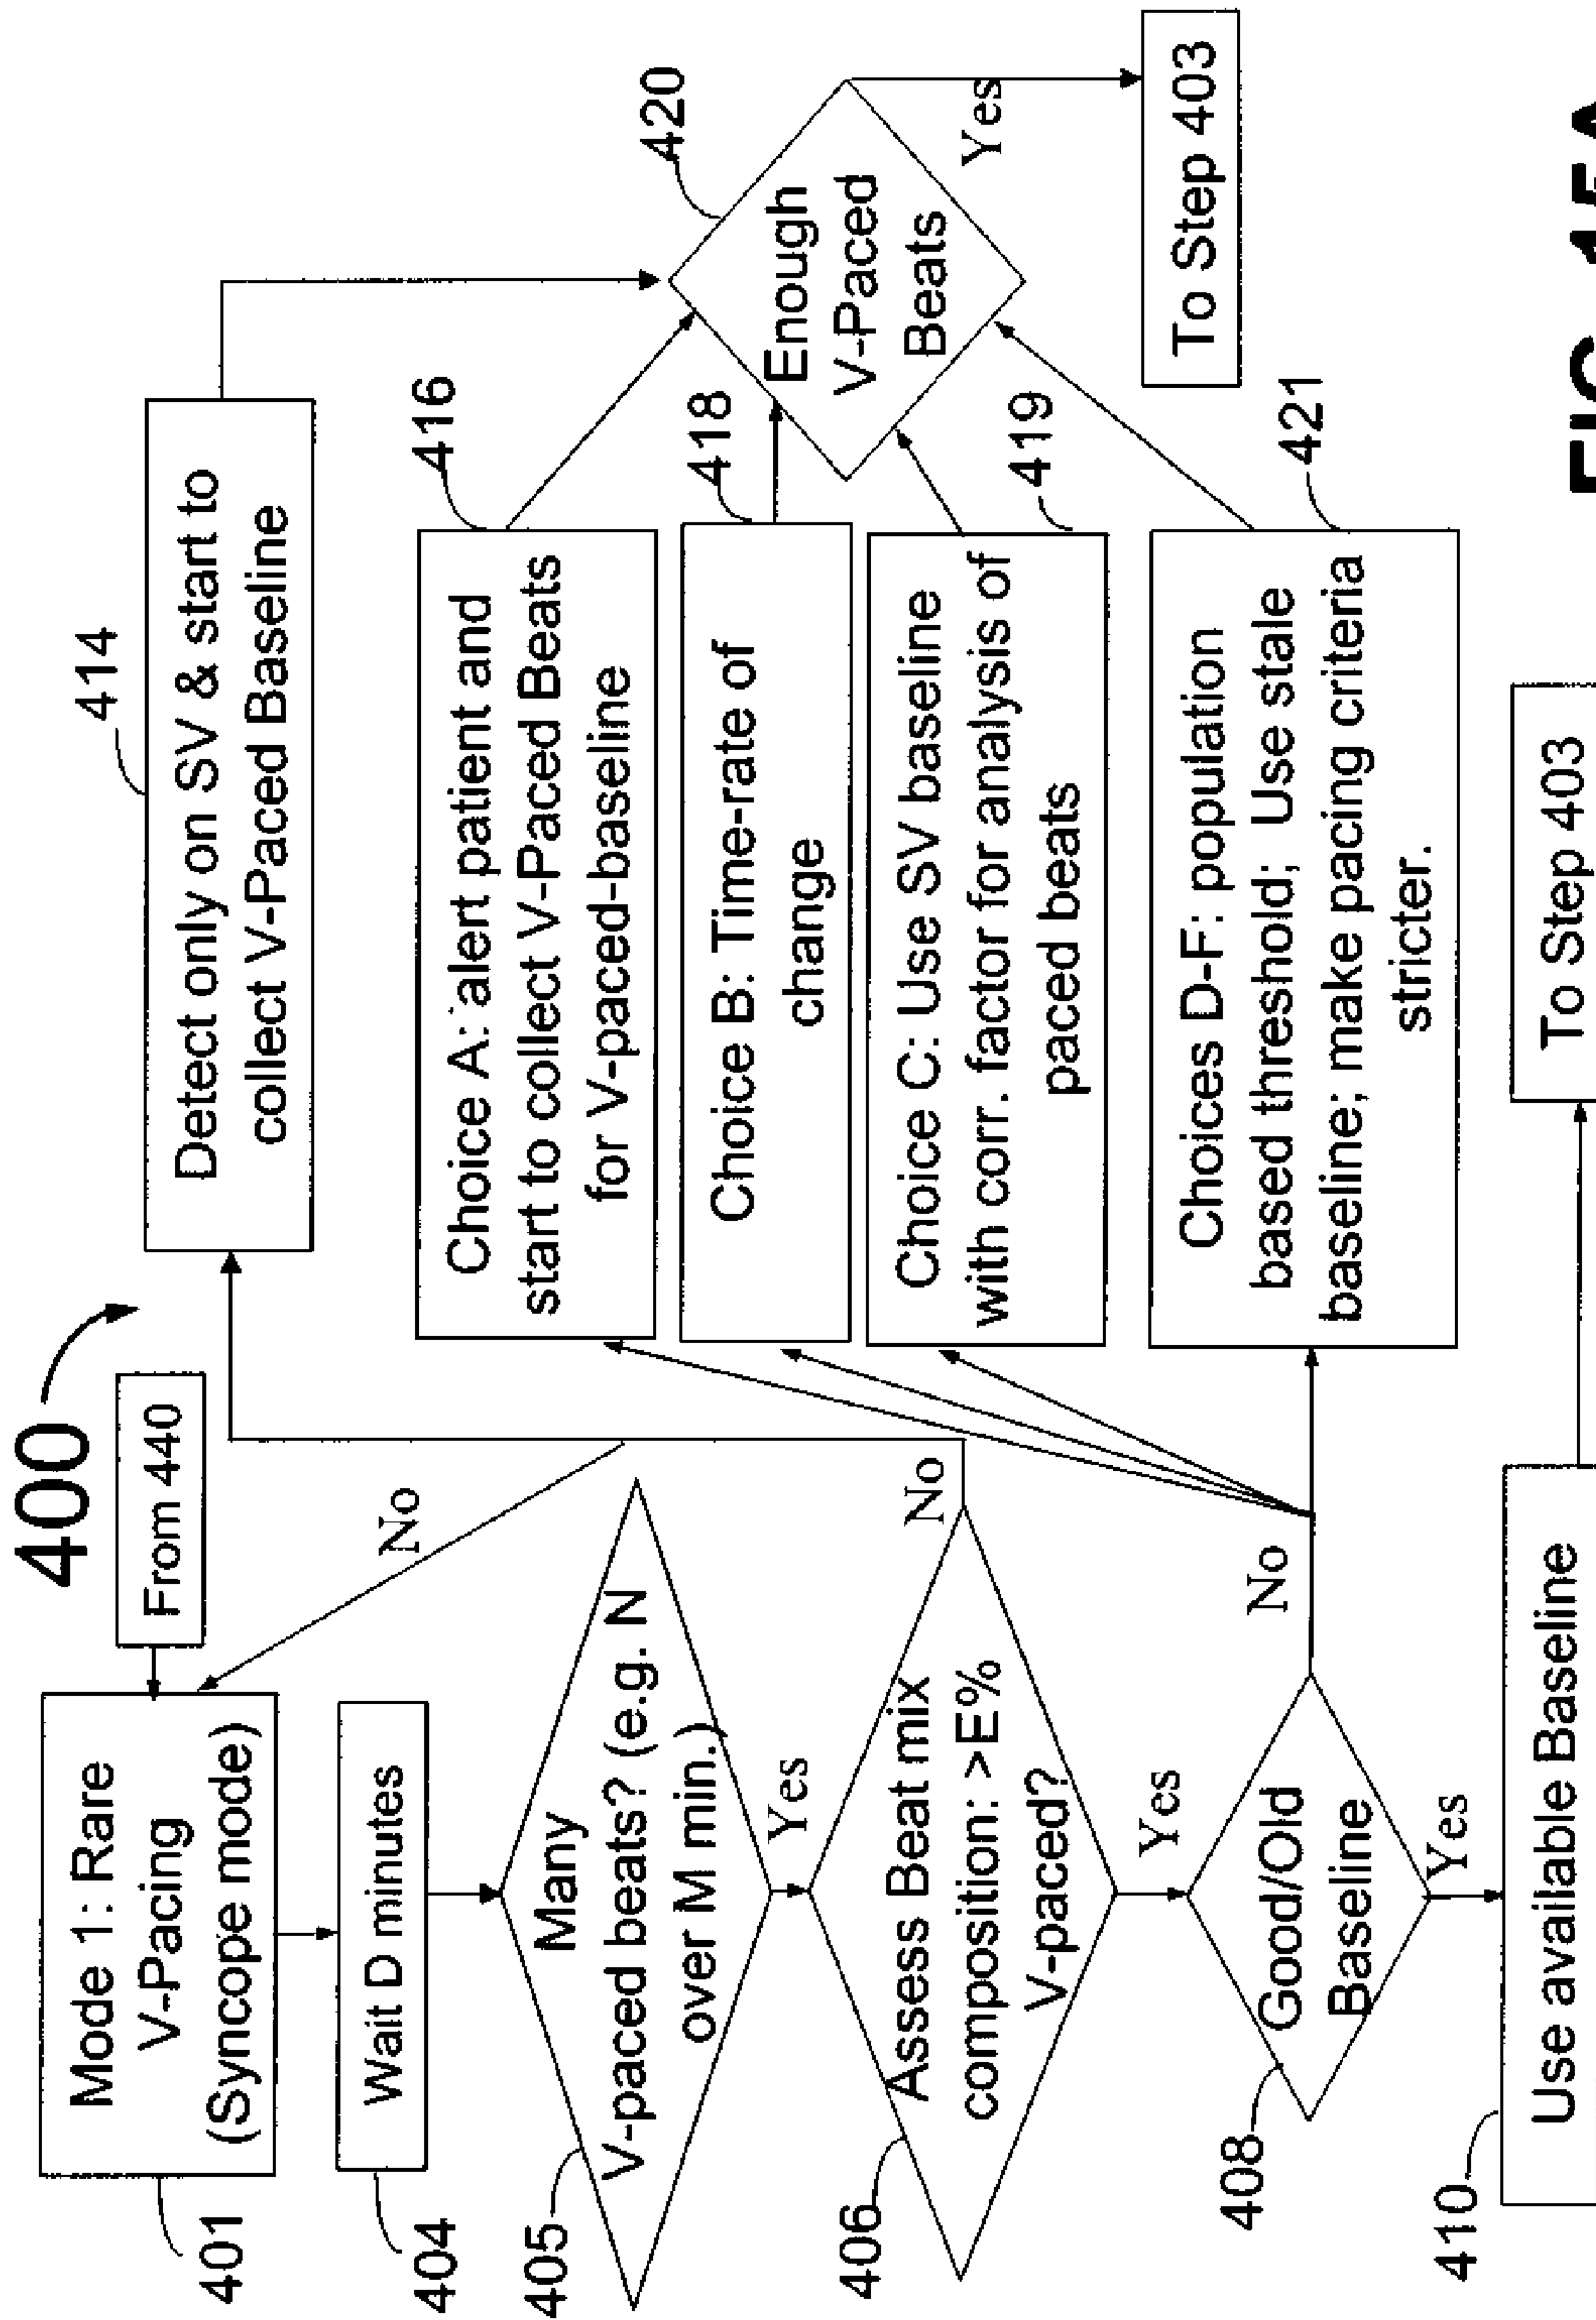 400
From 440
Mode 1: Rare
V-Pacing
(Syncope mode)
401
Wait D minutes
404
Many
V-paced beats? (e.g. N
over M min.)
405
No
Yes
Assess Beat mix
composition: >E%
V-paced?
406
No
Yes
Good/Old
Baseline
408
No
Yes
Use available Baseline
410
To Step 403
Detect only on SV & start to
collect V-Paced Baseline
414
Choice A: alert patient and
start to collect V-Paced Beats
for V-paced-baseline
416
Choice B: Time-rate of
change
418
Choice C: Use SV baseline
with corr. factor for analysis of
paced beats
419
Choices D-F: population
based threshold; Use stale
baseline; make pacing criteria
stricter.
421
Enough
V-Paced
Beats
420
Yes
To Step 403
FIG. 15A